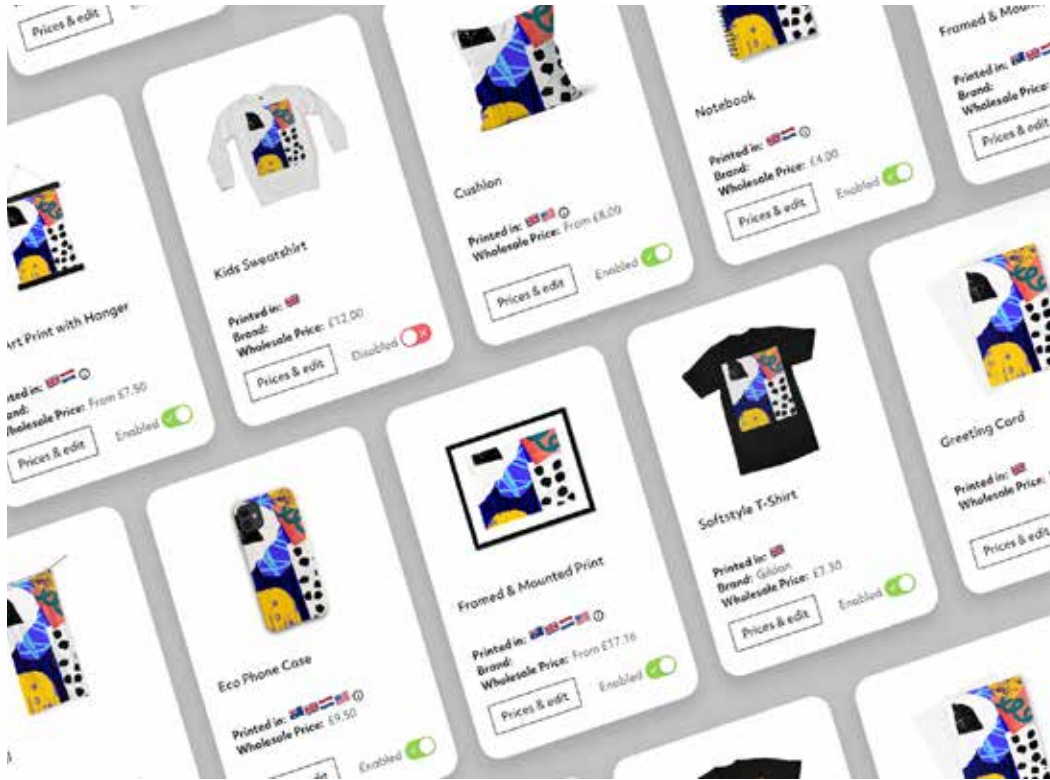 Prices & edit
Art Print with Hanger
Printed in:
Brand:
Wholesale Price: From £7.50
Prices & edit
Enabled
Kids Sweatshirt
Printed in:
Brand:
Wholesale Price: £12.00
Prices & edit
Disabled
Eco Phone Case
Printed in:
Wholesale Price: £9.50
Prices & edit
Enabled
Cushion
Printed in:
Wholesale Price: From £8.00
Prices & edit
Enabled
Framed & Mounted Print
Printed in:
Brand:
Wholesale Price: From £17.16
Prices & edit
Enabled
Notebook
Printed in:
Brand:
Wholesale Price: £4.00
Prices & edit
Enabled
Softstyle T-Shirt
Printed in:
Brand: Gildan
Wholesale Price: £7.50
Prices & edit
Enabled
Framed & Moun
Printed in:
Brand:
Wholesale Price:
Prices & edit
Greeting Card
Printed in:
Wholesale Price:
Prices & edit